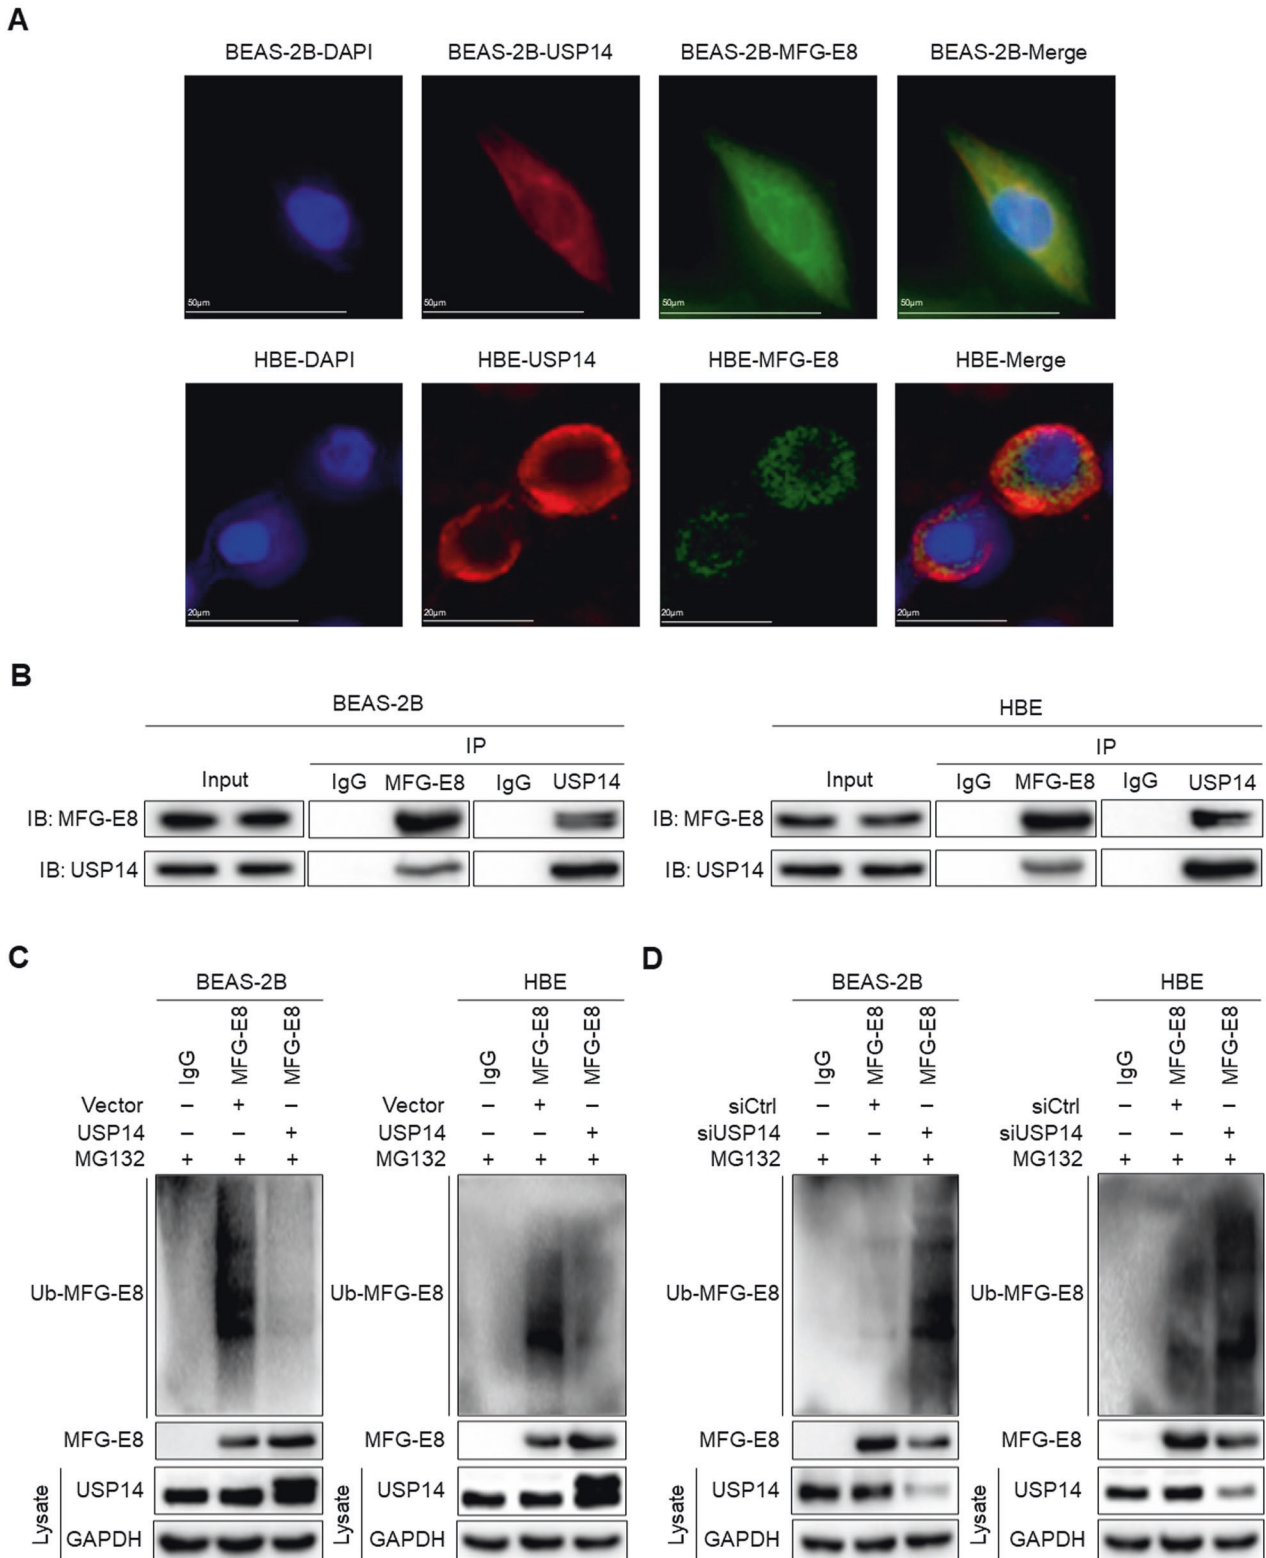 A
BEAS-2B-DAPI BEAS-2B-USP14 BEAS-2B-MFG-E8 BEAS-2B-Merge
50μm 50μm 50μm 50μm
HBE-DAPI HBE-USP14 HBE-MFG-E8 HBE-Merge
20μm 20μm 20μm 20μm
B
BEAS-2B HBE
IP IP
Input IgG MFG-E8 IgG USP14 Input IgG MFG-E8 IgG USP14
IB: MFG-E8 IB: MFG-E8
IB: USP14 IB: USP14
C D
BEAS-2B HBE BEAS-2B HBE
IgG MFG-E8 MFG-E8 IgG MFG-E8 MFG-E8 IgG MFG-E8 MFG-E8 IgG MFG-E8 MFG-E8
Vector – + – Vector – + – siCtrl – + – siCtrl – + –
USP14 – – + USP14 – – + siUSP14 – – + siUSP14 – – +
MG132 + + + MG132 + + + MG132 + + + MG132 + + +
Ub-MFG-E8 Ub-MFG-E8 Ub-MFG-E8 Ub-MFG-E8
MFG-E8 MFG-E8 MFG-E8 MFG-E8
Lysate USP14 Lysate USP14 Lysate USP14 Lysate USP14
GAPDH GAPDH GAPDH GAPDH